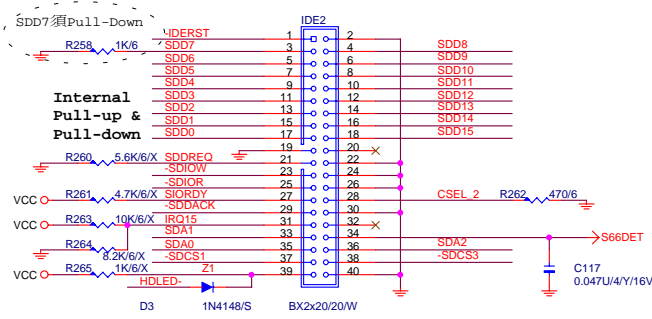 SDD7須Pull-Down
IDE2
-IDERST 1 2
R258 1K/6 SDD7 3 4 SDD8
SDD6 5 6 SDD9
SDD5 7 8 SDD10
SDD4 9 10 SDD11
Internal SDD3 11 12 SDD12
Pull-up & SDD2 13 14 SDD13
Pull-down SDD1 15 16 SDD14
SDD0 17 18 SDD15
19 20
R260 5.6K/6/X SDDREQ 21 22
-SDIOW 23 24
-SDIOR 25 26
VCC R261 4.7K/6/X SIORDY 27 28 CSEL_2 R262 470/6
-SDDACK 29 30
VCC R263 10K/6/X IRQ15 31 32
SDA1 33 34 S66DET
R264 8.2K/6/X SDA0 35 36 SDA2
-SDCS1 37 38 -SDCS3
VCC R265 1K/6/X Z1 39 40
HDLED-
C117
0.047U/4/Y/16V
D3 1N4148/S BX2x20/20/W